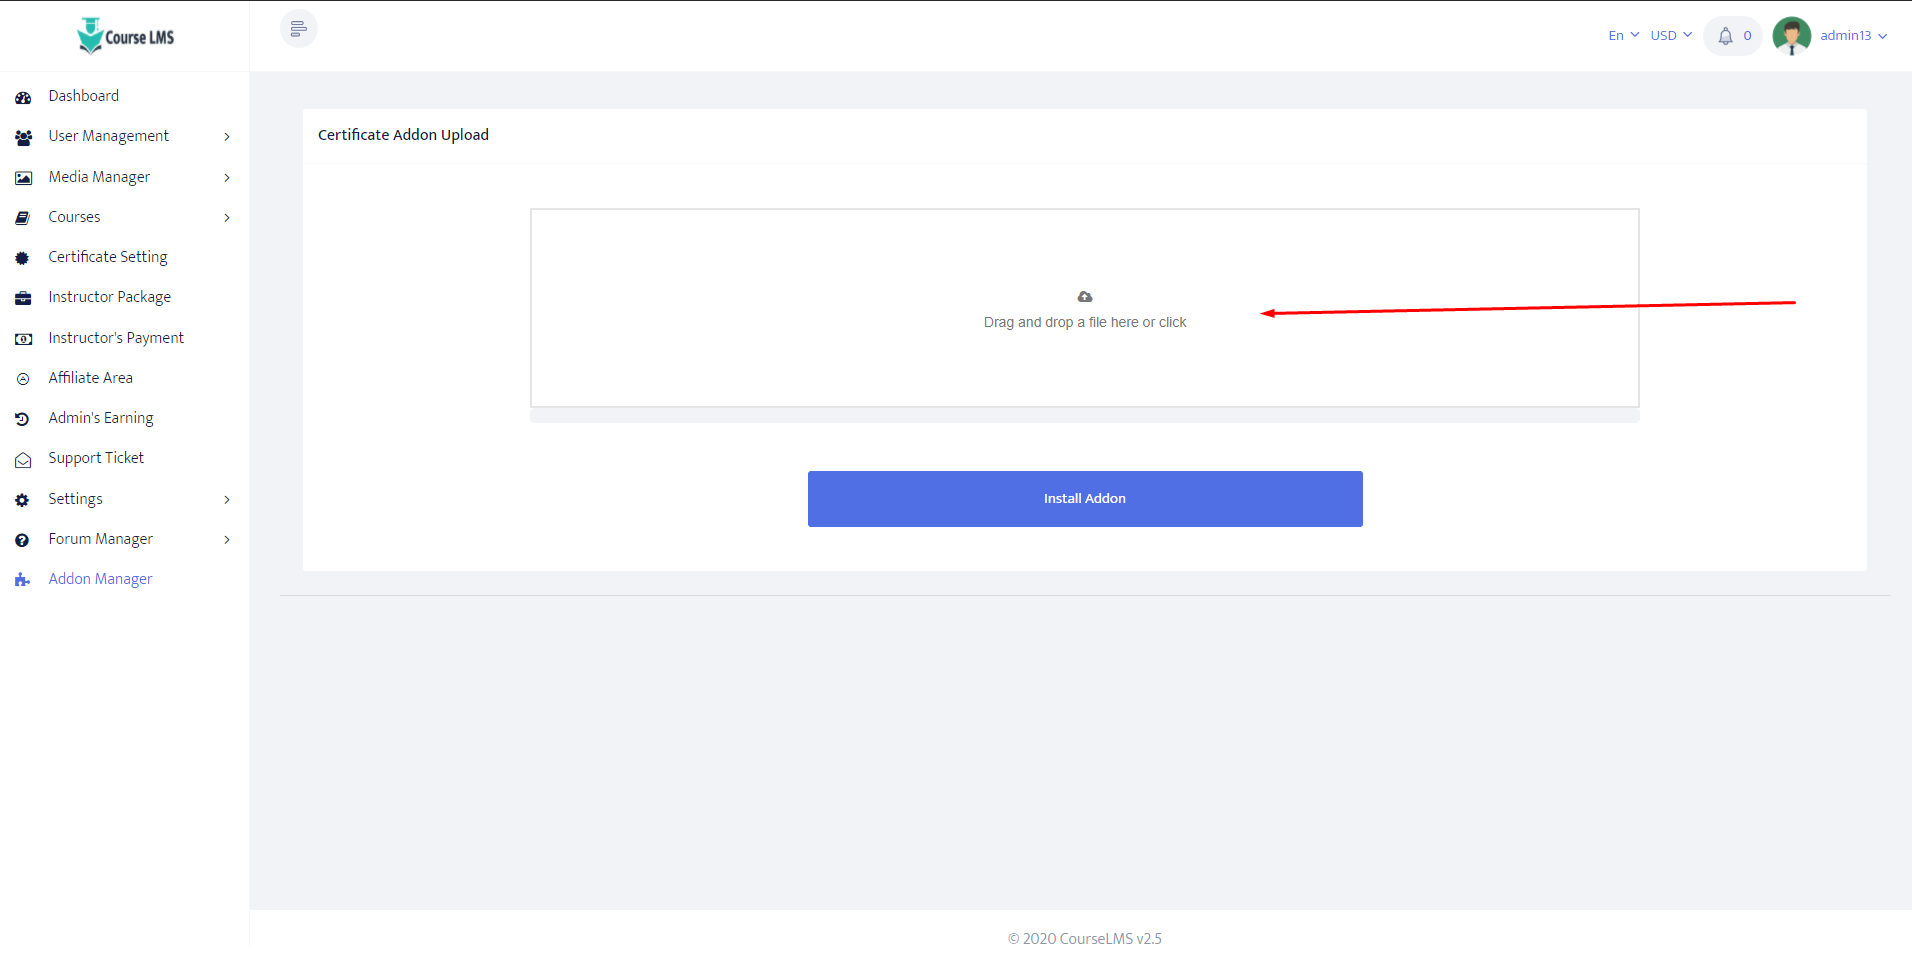 Course LMS
En
USD
0
admin13
Dashboard
User Management
Media Manager
Courses
Certificate Setting
Instructor Package
Instructor's Payment
Affiliate Area
Admin's Earning
Support Ticket
Settings
Forum Manager
Addon Manager
Certificate Addon Upload
Drag and drop a file here or click
Install Addon
© 2020 CourseLMS v2.5